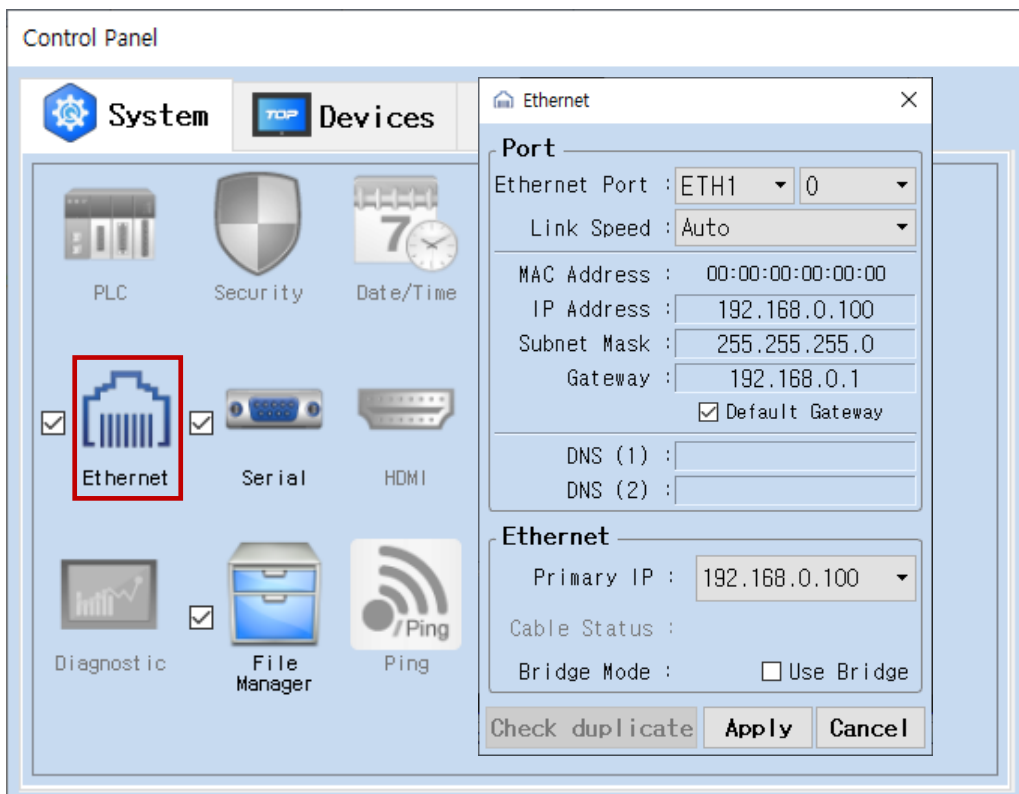 Control Panel
System
TOP Devices
PLC
Security
7
Date/Time
Ethernet
Serial
HDMI
Diagnostic
File
Manager
/Ping
Ping
Ethernet
Port
Ethernet Port : ETH1 0
Link Speed : Auto
MAC Address : 00:00:00:00:00:00
IP Address : 192.168.0.100
Subnet Mask : 255.255.255.0
Gateway : 192.168.0.1
Default Gateway
DNS (1) :
DNS (2) :
Ethernet
Primary IP : 192.168.0.100
Cable Status :
Bridge Mode : Use Bridge
Check duplicate Apply Cancel